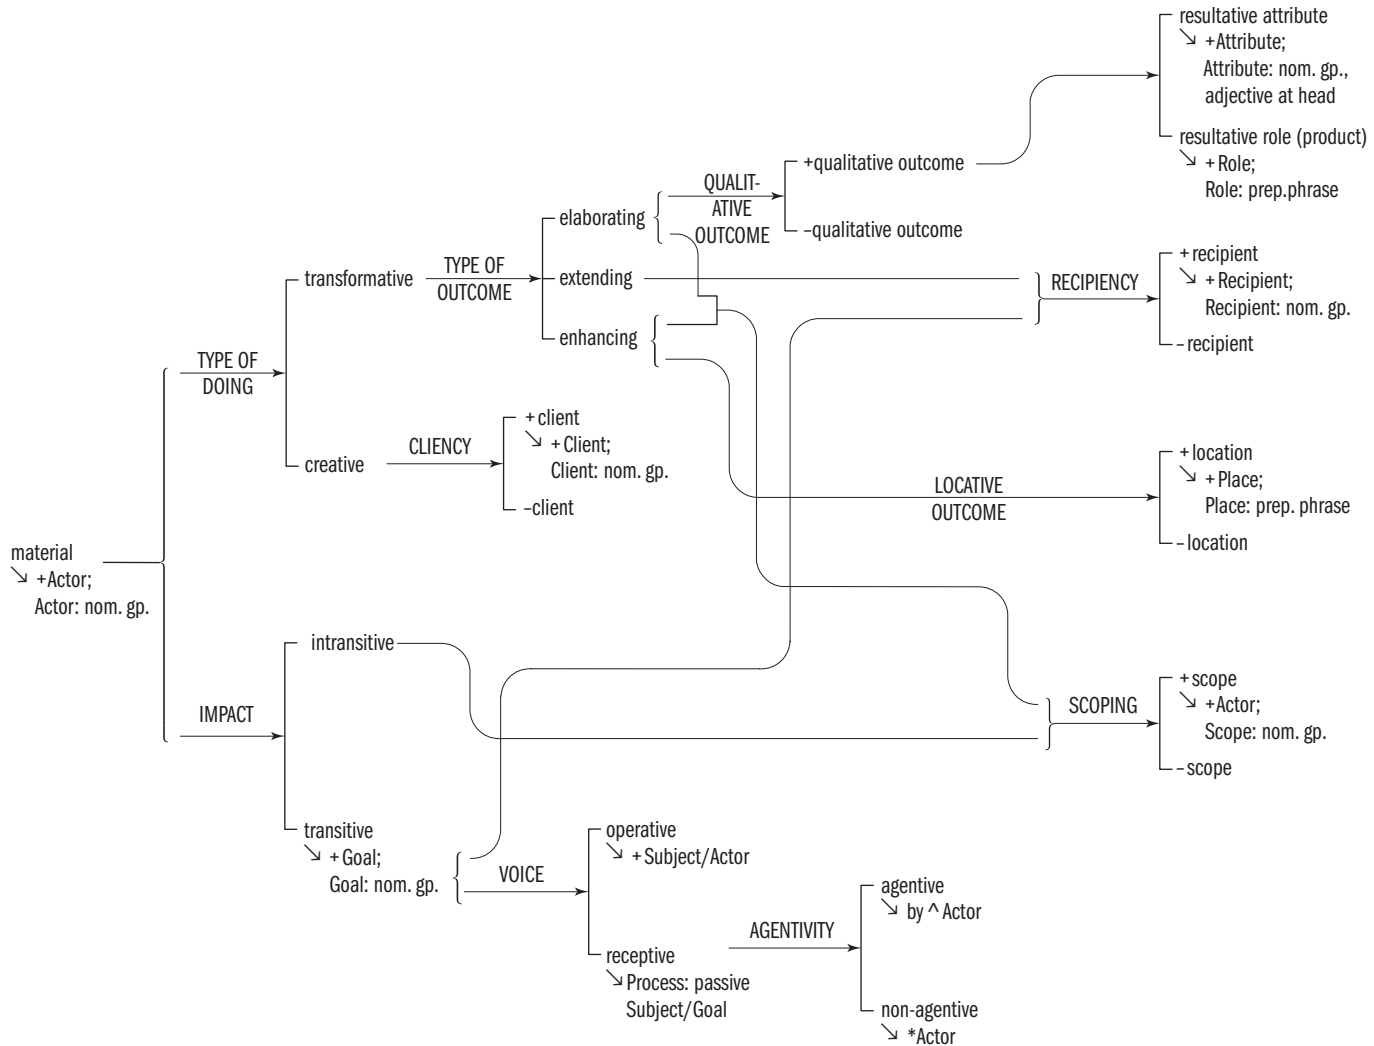 resultative attribute
↘ +Attribute;
Attribute: nom. gp.,
adjective at head
resultative role (product)
↘ + Role;
Role: prep.phrase
QUALIT-
ATIVE
OUTCOME
+qualitative outcome
–qualitative outcome
elaborating
extending
enhancing
transformative
TYPE OF
OUTCOME
RECIPIENCY
+ recipient
↘ + Recipient;
Recipient: nom. gp.
– recipient
TYPE OF
DOING
creative
CLIENCY
+ client
↘ + Client;
Client: nom. gp.
–client
LOCATIVE
OUTCOME
+ location
↘ + Place;
Place: prep. phrase
– location
material
↘ +Actor;
Actor: nom. gp.
intransitive
IMPACT
SCOPING
+ scope
↘ +Actor;
Scope: nom. gp.
– scope
transitive
↘ + Goal;
Goal: nom. gp.
VOICE
operative
↘ + Subject/Actor
receptive
↘ Process: passive
Subject/Goal
AGENTIVITY
agentive
↘ by ^ Actor
non-agentive
↘ *Actor